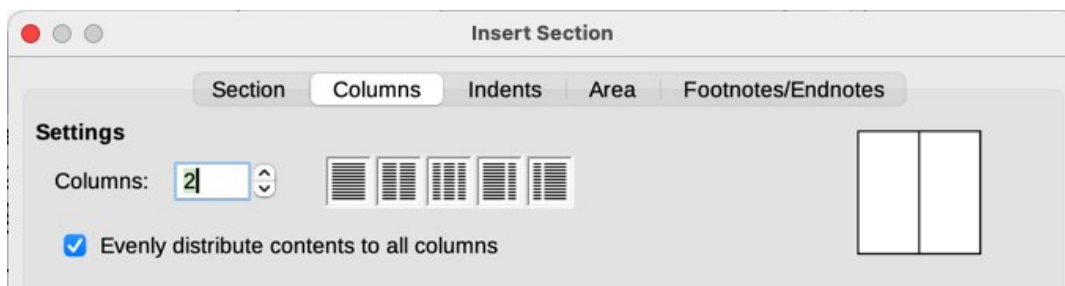 Insert Section
Section Columns Indents Area Footnotes/Endnotes
Settings
Columns: 2
Evenly distribute contents to all columns